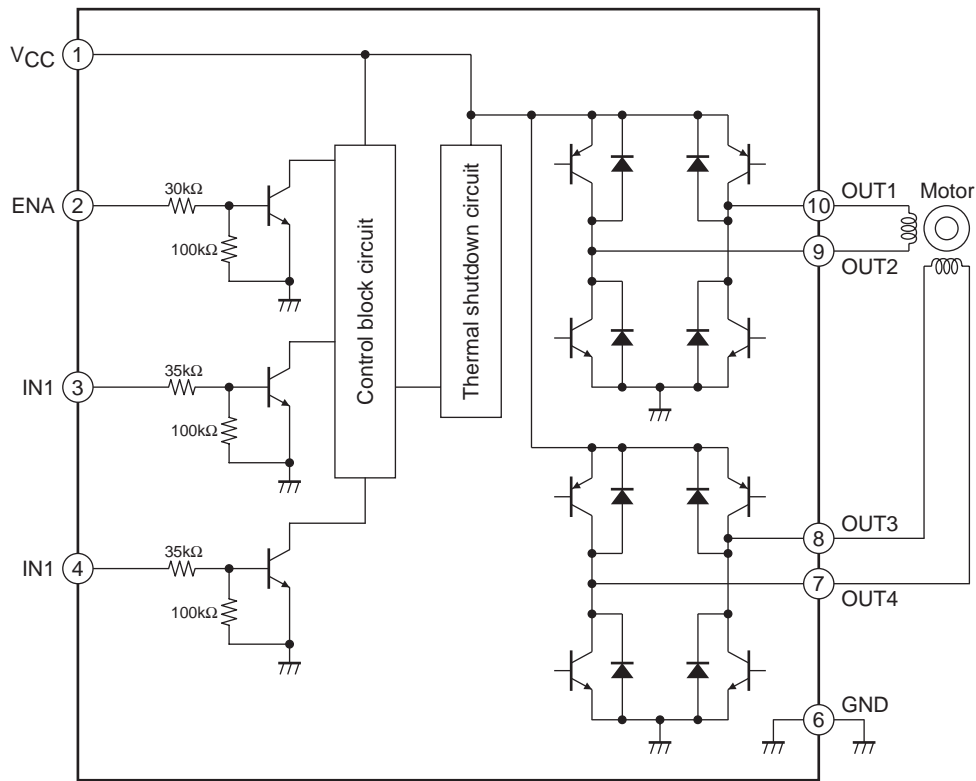 VCC 1
ENA 2
30kΩ
100kΩ
IN1 3
35kΩ
100kΩ
IN1 4
35kΩ
100kΩ
Control block circuit
Thermal shutdown circuit
10 OUT1
Motor
9 OUT2
8 OUT3
7 OUT4
6 GND